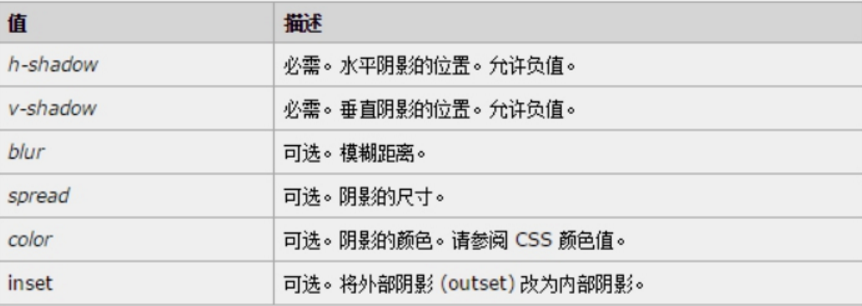 值 描述
h-shadow 必需。水平阴影的位置。允许负值。
v-shadow 必需。垂直阴影的位置。允许负值。
blur 可选。模糊距离。
spread 可选。阴影的尺寸。
color 可选。阴影的颜色。请参阅 CSS 颜色值。
inset 可选。将外部阴影 (outset) 改为内部阴影。